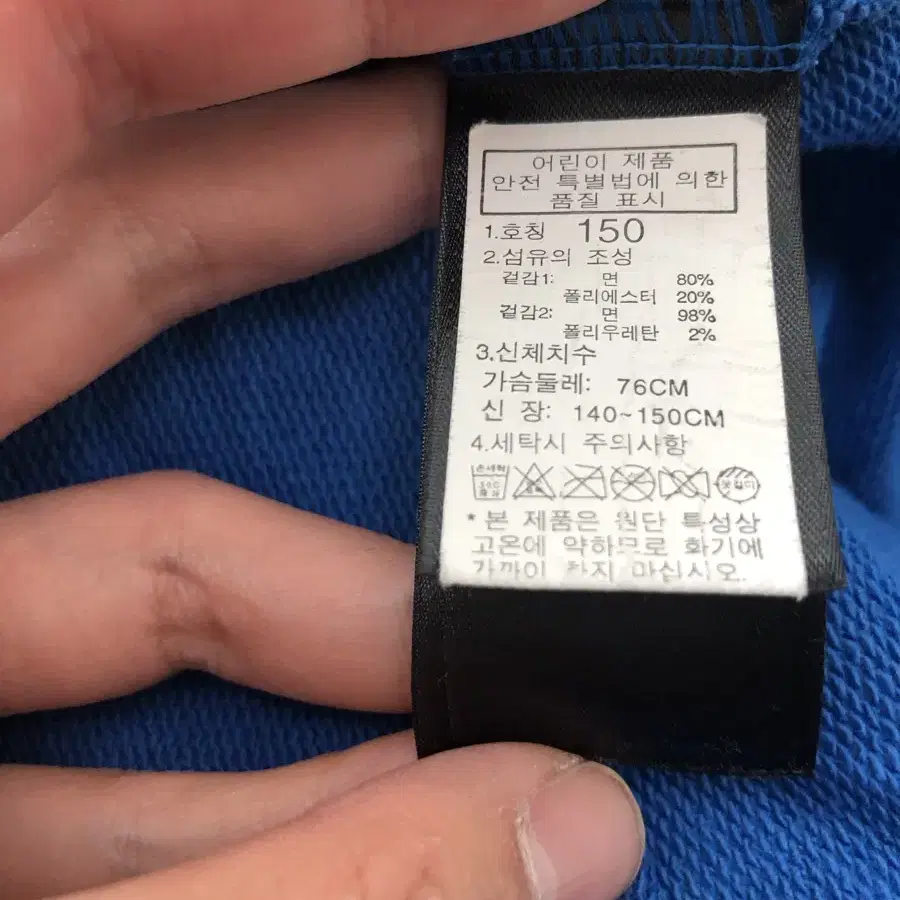 어린이 제품
안전 특별법에 의한
품질 표시
1.호칭 150
2.섬유의 조성
겉감1: 면 80%
폴리에스터 20%
겉감2: 면 98%
폴리우레탄 2%
3.신체치수
가슴둘레: 76CM
신 장: 140~150CM
4.세탁시 주의사항
손세탁
*본 제품은 원단 특성상
고온에 약하므로 화기에
가까이 하지 마십시오.